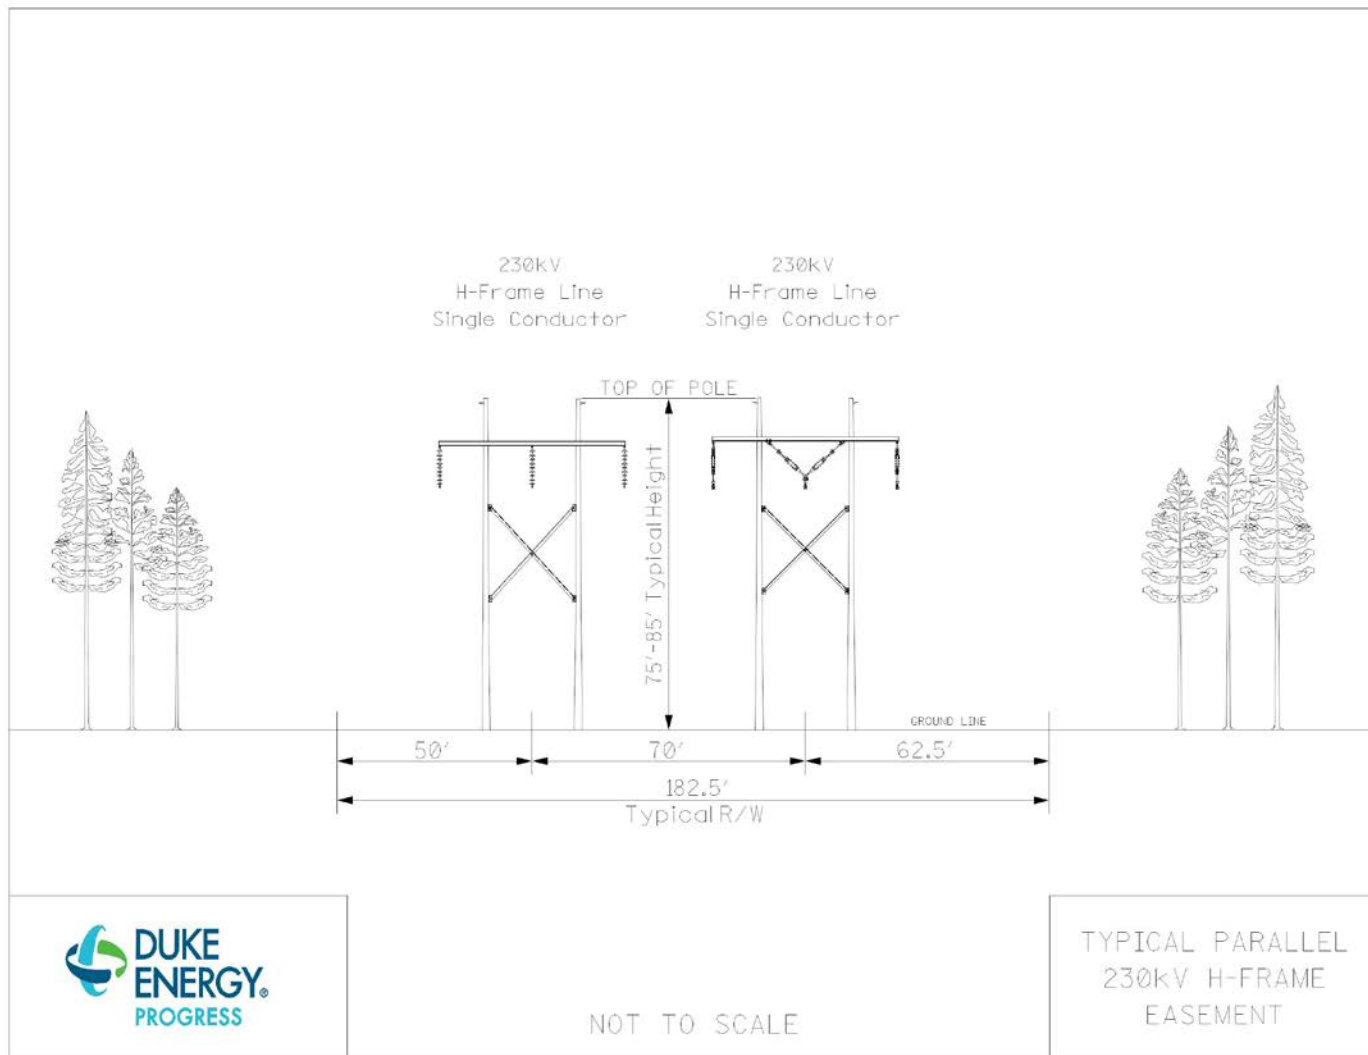 230kV
H-Frame Line
Single Conductor
230kV
H-Frame Line
Single Conductor
TOP OF POLE
75'-85' Typical Height
GROUND LINE
50'
70'
62.5'
182.5'
Typical R/W
DUKE
ENERGY®
PROGRESS
NOT TO SCALE
TYPICAL PARALLEL
230kV H-FRAME
EASEMENT